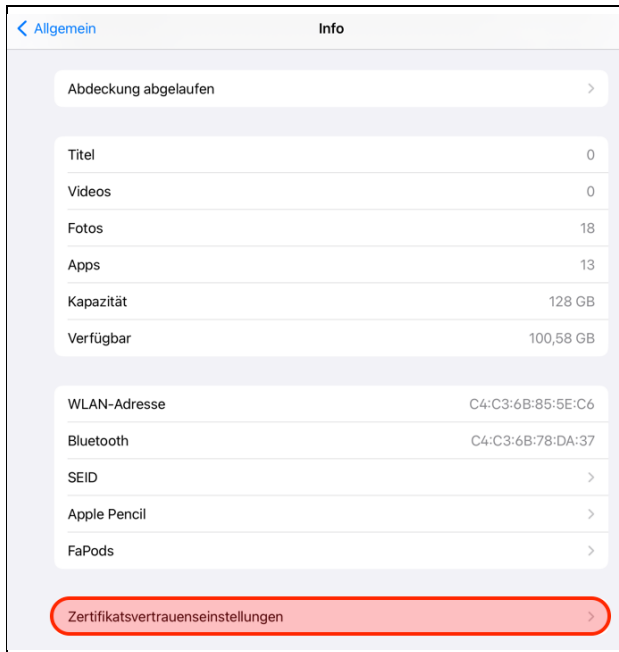 Allgemein Info
Abdeckung abgelaufen
Titel 0
Videos 0
Fotos 18
Apps 13
Kapazität 128 GB
Verfügbar 100,58 GB
WLAN-Adresse C4:C3:6B:85:5E:C6
Bluetooth C4:C3:6B:78:DA:37
SEID
Apple Pencil
FaPods
Zertifikatsvertrauenseinstellungen